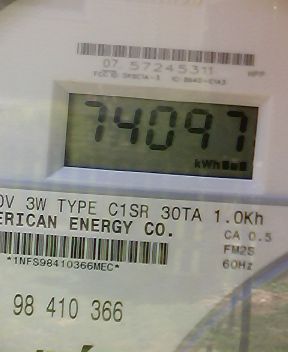 07 57245311
74097
kWh
0V 3W TYPE C1SR 30TA 1.0Kh
ERICAN ENERGY CO.
CA 0.5
FM2S
*1NFS98410366MEC*
60Hz
98 410 366